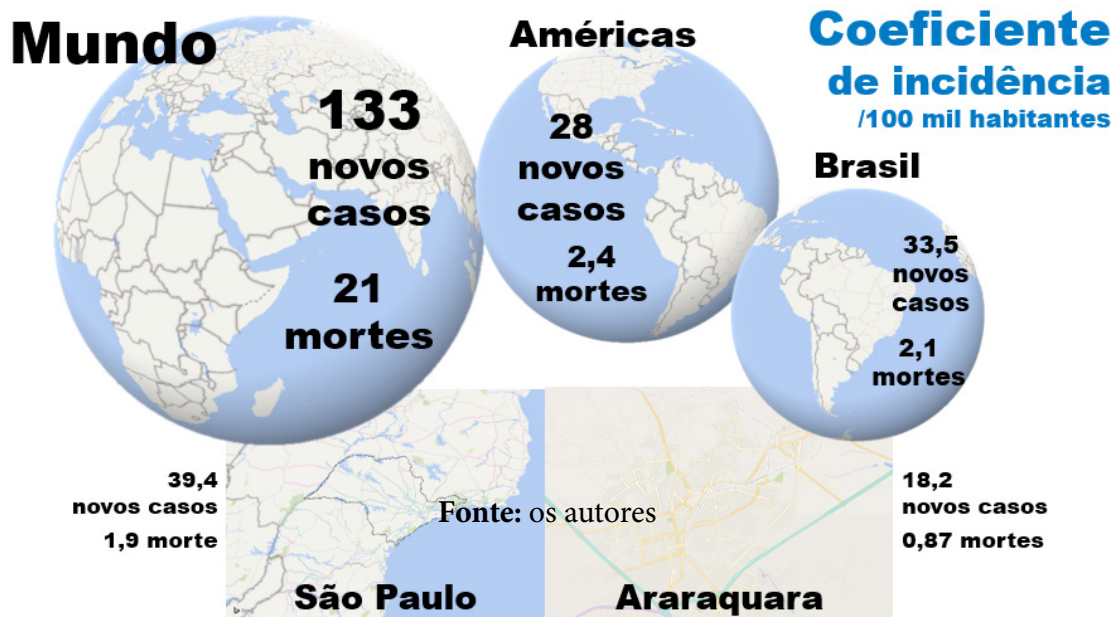 Mundo
133
novos
casos
21
mortes
Américas
28
novos
casos
2,4
mortes
Coeficiente
de incidência
/100 mil habitantes
Brasil
33,5
novos
casos
2,1
mortes
39,4
novos casos
1,9 morte
São Paulo
Fonte: os autores
Araraquara
18,2
novos casos
0,87 mortes